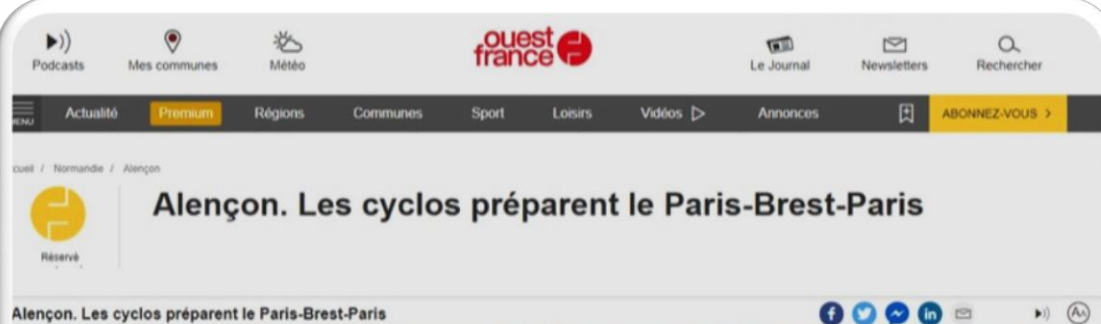 Podcasts Mes communes Météo ouest france Le Journal Newsletters Rechercher
MENU Actualité Premium Régions Communes Sport Loisirs Vidéos Annonces ABONNEZ-VOUS >
cueil / Normandie / Alençon
Alençon. Les cyclos préparent le Paris-Brest-Paris
Réservé
Alençon. Les cyclos préparent le Paris-Brest-Paris